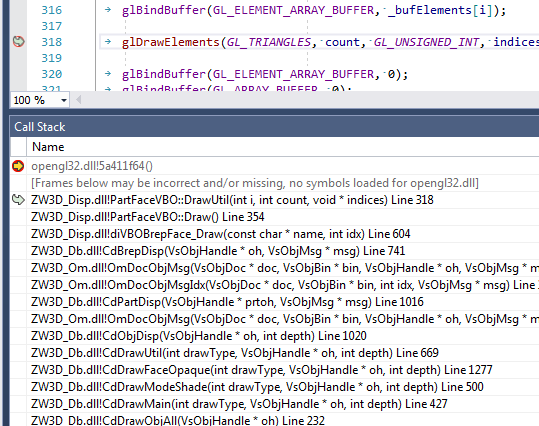 316 glBindBuffer(GL_ELEMENT_ARRAY_BUFFER, _bufElements[i]);
317
318 glDrawElements(GL_TRIANGLES, count, GL_UNSIGNED_INT, indices
319
320 glBindBuffer(GL_ELEMENT_ARRAY_BUFFER, 0);
321 glBindBuffer(GL_ARRAY_BUFFER, 0);
100 %
Call Stack
Name
opengl32.dll!5a411f64()
[Frames below may be incorrect and/or missing, no symbols loaded for opengl32.dll]
ZW3D_Disp.dll!PartFaceVBO::DrawUtil(int i, int count, void * indices) Line 318
ZW3D_Disp.dll!PartFaceVBO::Draw() Line 354
ZW3D_Disp.dll!diVBOBrepFace_Draw(const char * name, int idx) Line 604
ZW3D_Db.dll!CdBrepDisp(VsObjHandle * oh, VsObjMsg * msg) Line 741
ZW3D_Om.dll!OmDocObjMsg(VsObjDoc * doc, VsObjBin * bin, VsObjHandle * oh, VsObjMsg * m
ZW3D_Om.dll!OmDocObjMsgIdx(VsObjDoc * doc, VsObjBin * bin, int idx, VsObjMsg * msg) Line
ZW3D_Db.dll!CdPartDisp(VsObjHandle * prtoh, VsObjMsg * msg) Line 1016
ZW3D_Om.dll!OmDocObjMsg(VsObjDoc * doc, VsObjBin * bin, VsObjHandle * oh, VsObjMsg * m
ZW3D_Db.dll!CdObjDisp(VsObjHandle * oh, int depth) Line 1020
ZW3D_Db.dll!CdDrawUtil(int drawType, VsObjHandle * oh, int depth) Line 669
ZW3D_Db.dll!CdDrawFaceOpaque(int drawType, VsObjHandle * oh, int depth) Line 1277
ZW3D_Db.dll!CdDrawModeShade(int drawType, VsObjHandle * oh, int depth) Line 500
ZW3D_Db.dll!CdDrawMain(int drawType, VsObjHandle * oh, int depth) Line 427
ZW3D_Db.dll!CdDrawObjAll(VsObjHandle * oh) Line 232